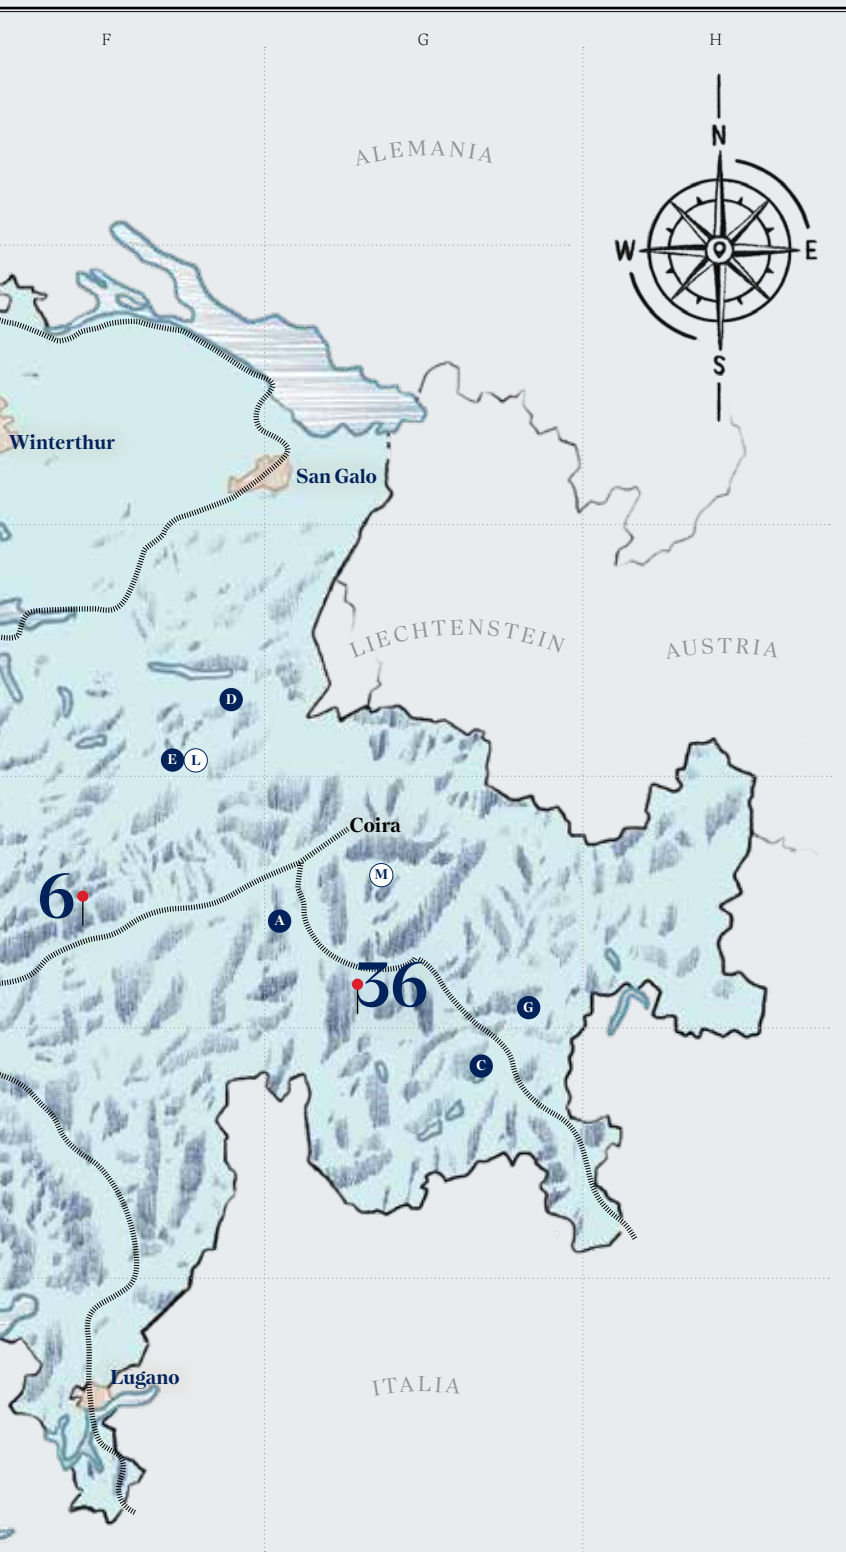 F G H
ALEMANIA
N
W E
S
Winterthur
San Galo
LIECHTENSTEIN
AUSTRIA
D
E L
Coira
M
6
A
36
G
C
Lugano
ITALIA